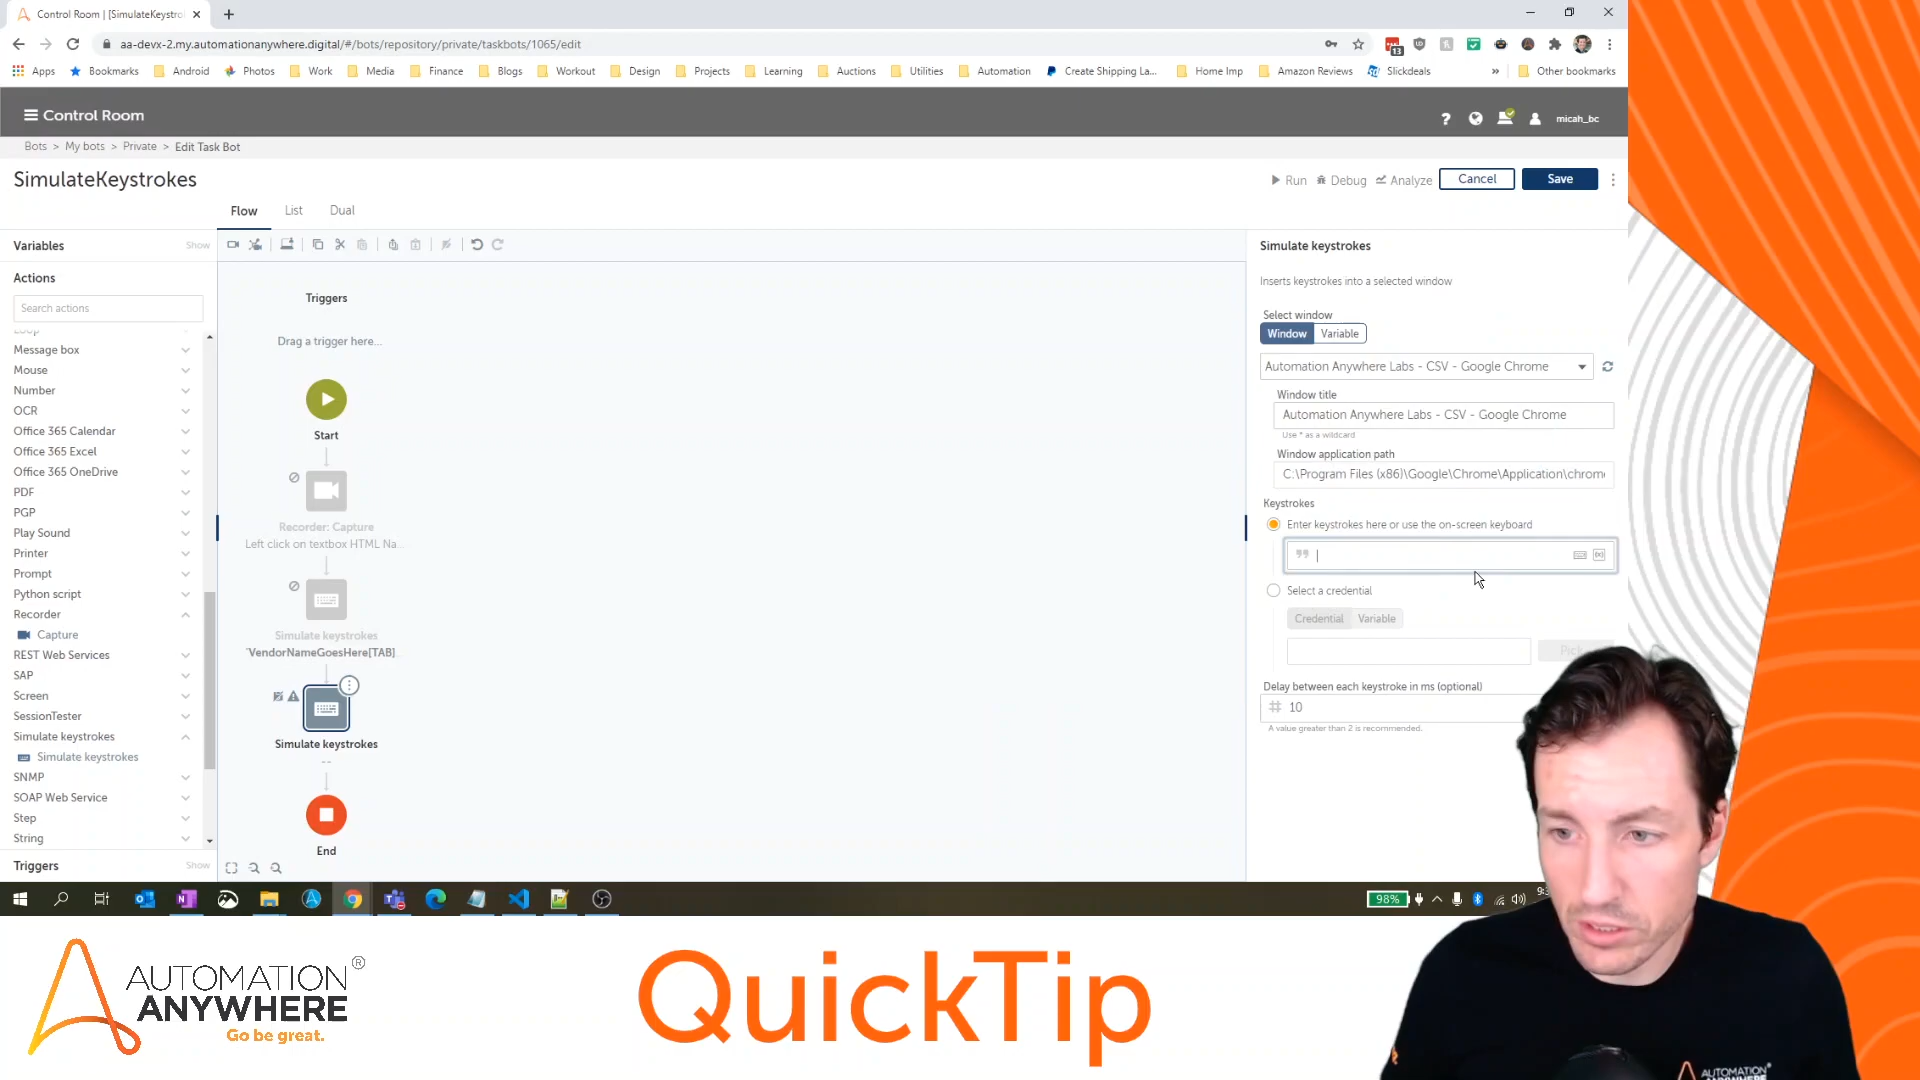 Control Room | [SimulateKeystro
aa-devx-2.my.automationanywhere.digital/#/bots/repository/private/taskbots/1065/edit
13
Apps
Bookmarks
Android
Photos
Work
Media
Finance
Blogs
Workout
Design
Projects
Learning
Auctions
Utilities
Automation
Create Shipping La...
Home Imp
Amazon Reviews
Slickdeals
»
Other bookmarks
Control Room
?
micah_bc
Bots > My bots > Private > Edit Task Bot
SimulateKeystrokes
Run
Debug
Analyze
Cancel
Save
Flow
List
Dual
Variables
Show
Actions
Search actions
Loop
Message box
Mouse
Number
OCR
Office 365 Calendar
Office 365 Excel
Office 365 OneDrive
PDF
PGP
Play Sound
Printer
Prompt
Python script
Recorder
Capture
REST Web Services
SAP
Screen
SessionTester
Simulate keystrokes
Simulate keystrokes
SNMP
SOAP Web Service
Step
String
Triggers
Show
Triggers
Drag a trigger here...
Start
Recorder: Capture
Left click on textbox HTML Na...
Simulate keystrokes
"VendorNameGoesHere[TAB]
Simulate keystrokes
--
End
Simulate keystrokes
Inserts keystrokes into a selected window
Select window
Window
Variable
Automation Anywhere Labs - CSV - Google Chrome
Window title
Automation Anywhere Labs - CSV - Google Chrome
Use * as a wildcard
Window application path
C:\Program Files (x86)\Google\Chrome\Application\chrome
Keystrokes
Enter keystrokes here or use the on-screen keyboard
(x)
Select a credential
Credential
Variable
Delay between each keystroke in ms (optional)
# 10
A value greater than 2 is recommended.
98%
AUTOMATION
ANYWHERE
®
Go be great.
QuickTip
AUTOMATION